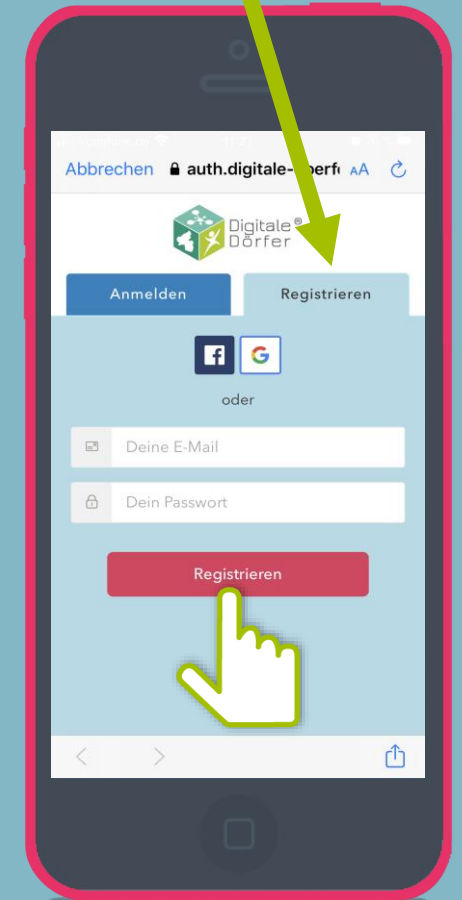 Abbrechen auth.digitale- AA
Digitale®
Dörfer
Anmelden Registrieren
oder
Deine E-Mail
Dein Passwort
Registrieren